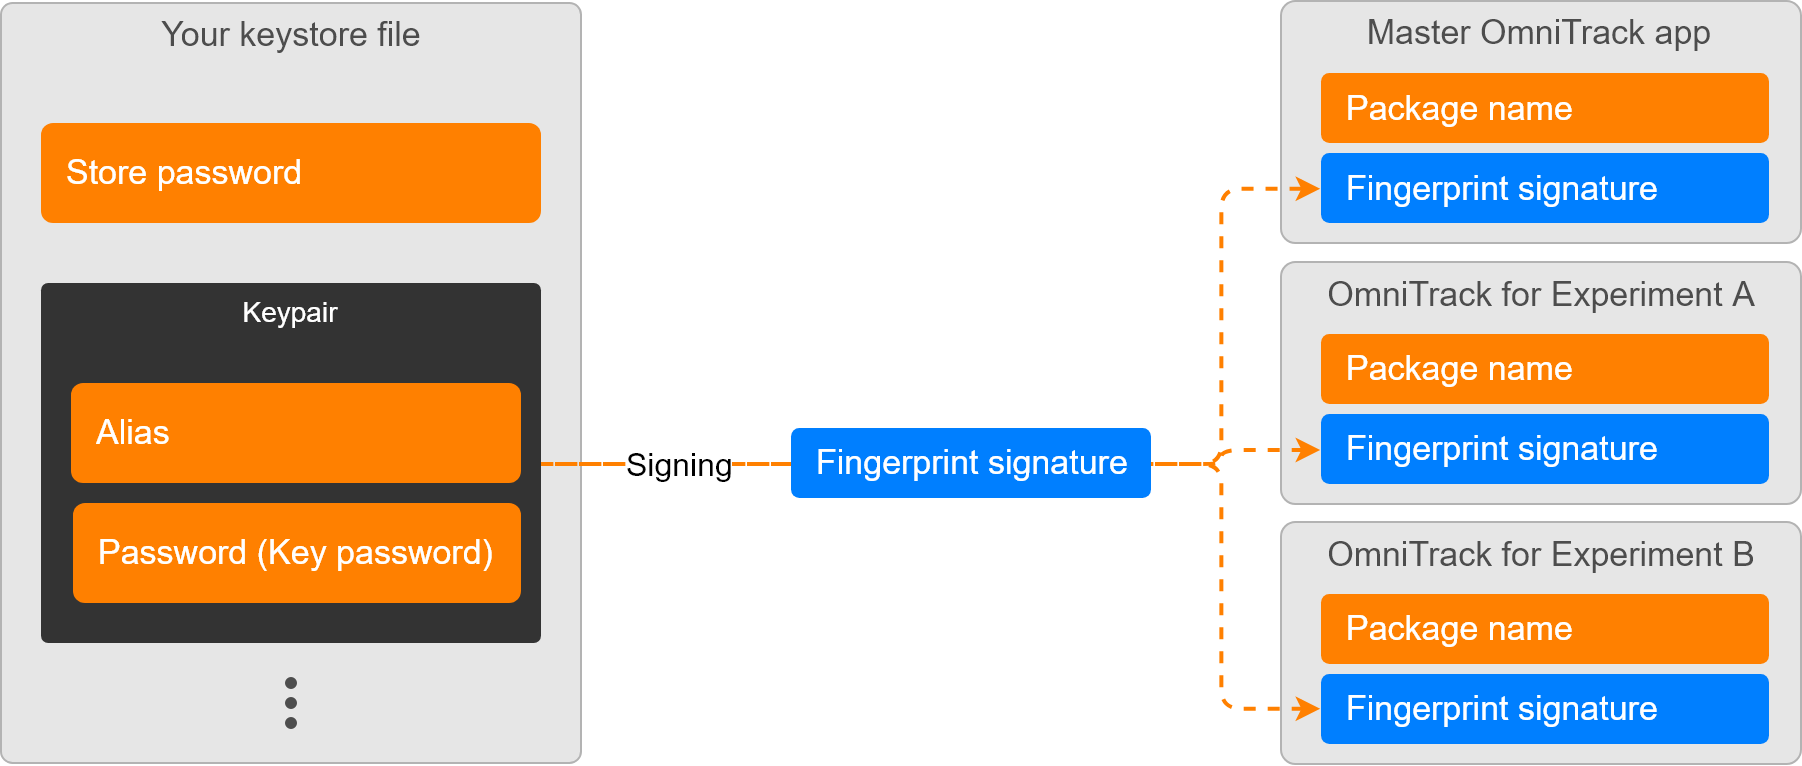 Your keystore file
Store password
Keypair
Alias
Password (Key password)
Signing
Fingerprint signature
Master OmniTrack app
Package name
Fingerprint signature
OmniTrack for Experiment A
Package name
Fingerprint signature
OmniTrack for Experiment B
Package name
Fingerprint signature